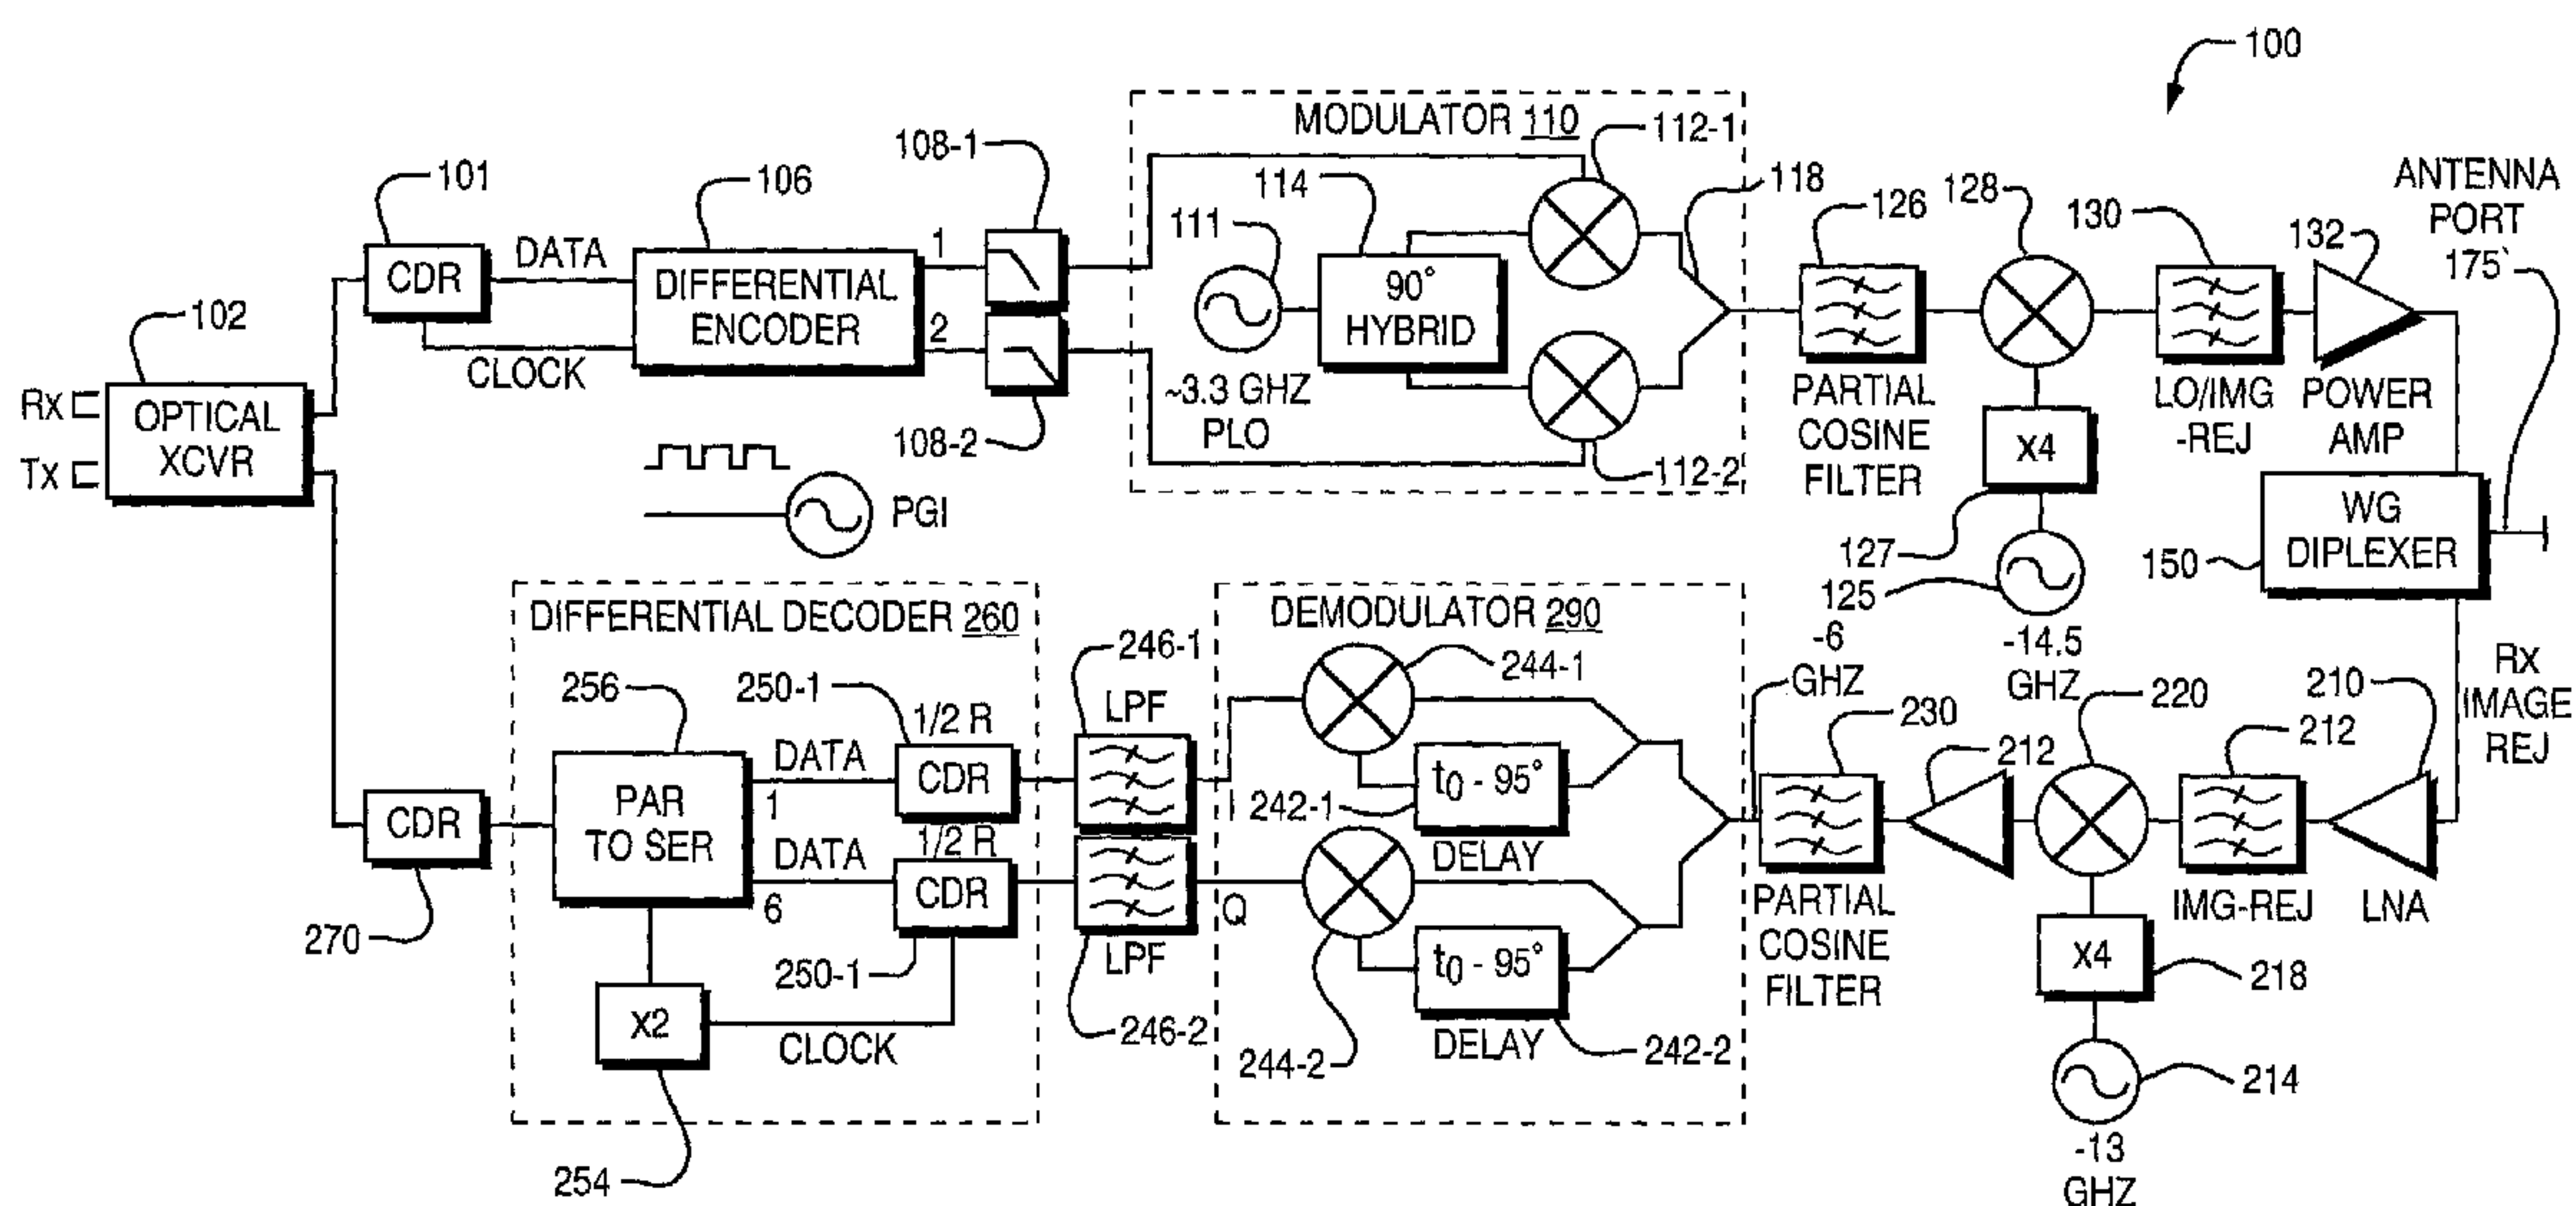 100
MODULATOR 110
112-1
108-1
101
106
114
118
128
ANTENNA
PORT
175`
126
130
132
111
DATA
1
CDR
DIFFERENTIAL
ENCODER
90°
HYBRID
102
2
CLOCK
~3.3 GHZ
PLO
PARTIAL
COSINE
FILTER
LO/IMG
-REJ
POWER
AMP
Rx
OPTICAL
XCVR
Tx
108-2
112-2
X4
PGI
WG
DIPLEXER
127
150
125
DIFFERENTIAL DECODER 260
DEMODULATOR 290
-6
GHZ
-14.5
GHZ
Rx
IMAGE
REJ
246-1
244-1
256
250-1
220
210
1/2 R
LPF
230
212
212
DATA
CDR
1
t0 - 95°
I
242-1
PAR
TO SER
CDR
DELAY
1/2 R
DATA
CDR
6
Q
PARTIAL
COSINE
FILTER
IMG-REJ
LNA
270
250-1
LPF
t0 - 95°
X4
218
X2
CLOCK
246-2
244-2
DELAY
242-2
214
254
-13
GHZ